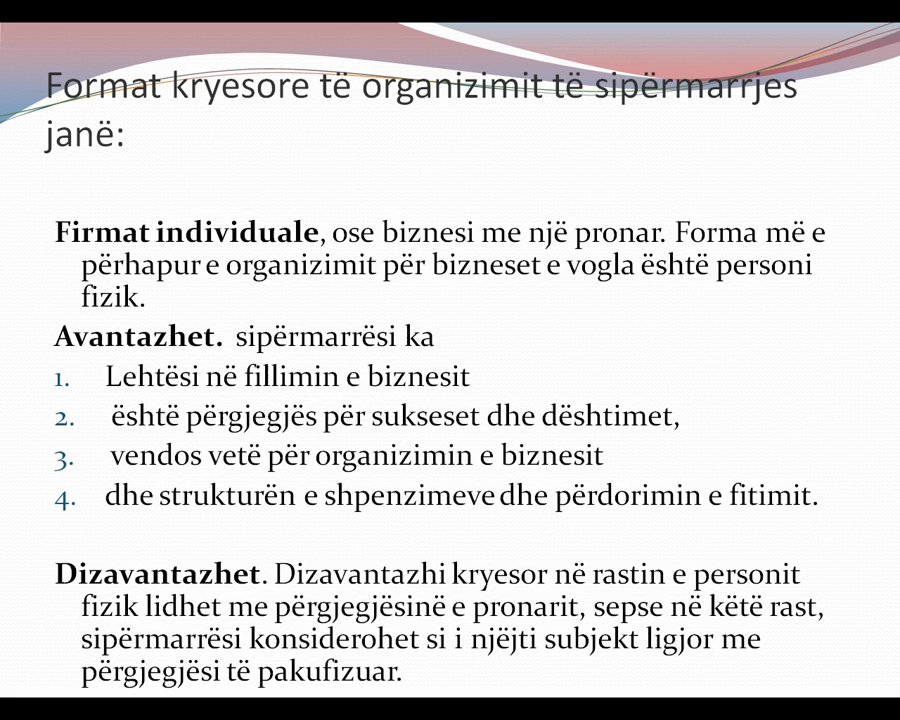 Format kryesore të organizimit të sipërmarrjes
janë:
Firmat individuale, ose biznesi me një pronar. Forma më e
përhapur e organizimit për bizneset e vogla është personi
fizik.
Avantazhet. sipërmarrësi ka
1. Lehtësi në fillimin e biznesit
2. është përgjegjës për sukseset dhe dështimet,
3. vendos vetë për organizimin e biznesit
4. dhe strukturën e shpenzimeve dhe përdorimin e fitimit.
Dizavantazhet. Dizavantazhi kryesor në rastin e personit
fizik lidhet me përgjegjësinë e pronarit, sepse në këtë rast,
sipërmarrësi konsiderohet si i njëjti subjekt ligjor me
përgjegjësi të pakufizuar.